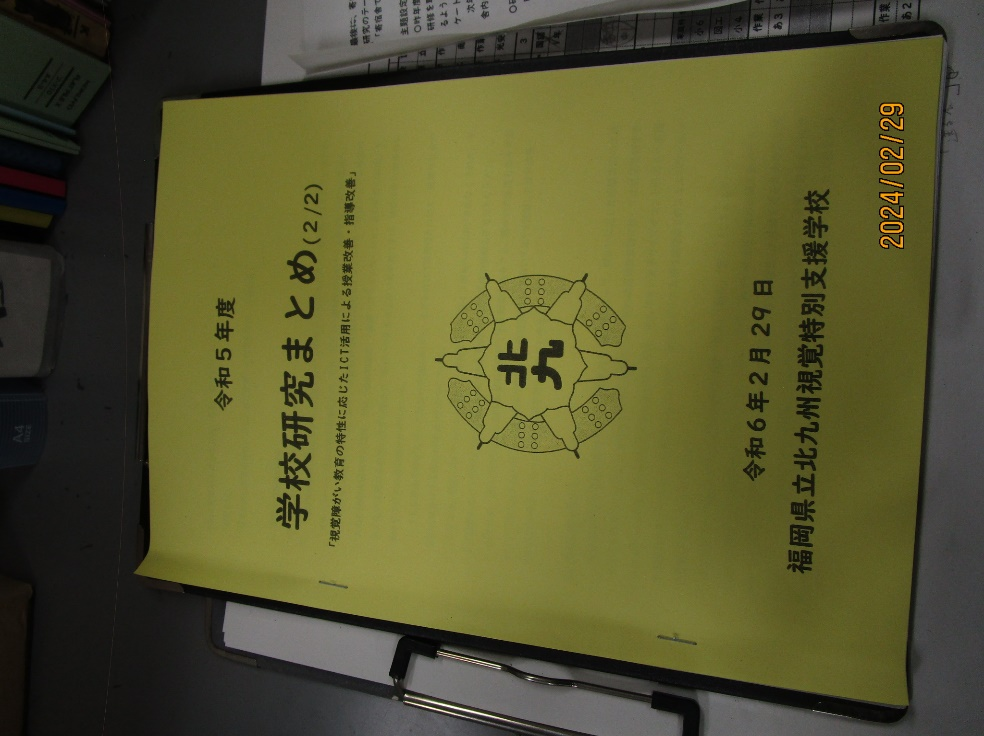 令和5年度
学校研究まとめ(2/2)
「視覚障がい教育の特性に応じたICT活用による授業改善・指導改善」
北
九
令和6年2月29日
福岡県立北九州視覚特別支援学校
2024/02/29
A4